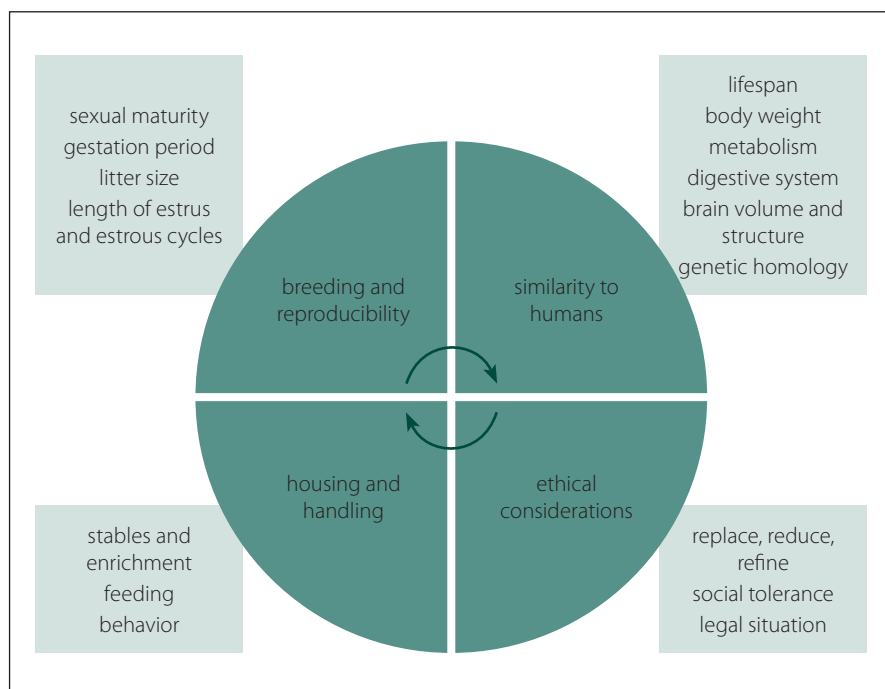 sexual maturity
gestation period
litter size
length of estrus
and estrous cycles
lifespan
body weight
metabolism
digestive system
brain volume and
structure
genetic homology
breeding and
reproducibility
similarity to
humans
housing and
handling
ethical
considerations
stables and
enrichment
feeding
behavior
replace, reduce,
refine
social tolerance
legal situation